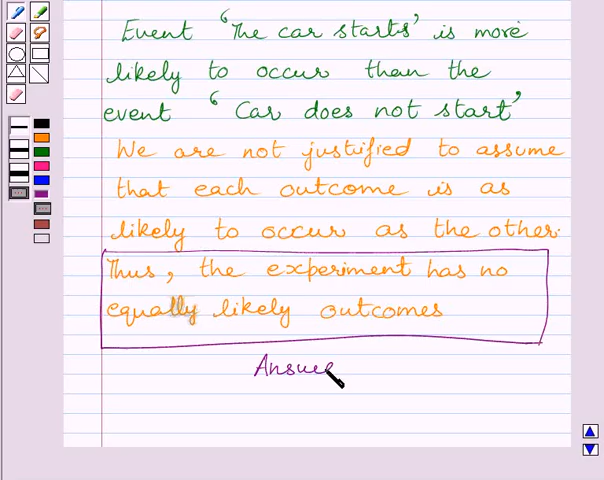 Event 'The car starts' is more
likely to occur than the
event ' Car does not start'
We are not justified to assume
that each outcome is as
likely to occur as the other.
Thus, the experiment has no
equally likely outcomes
Answe